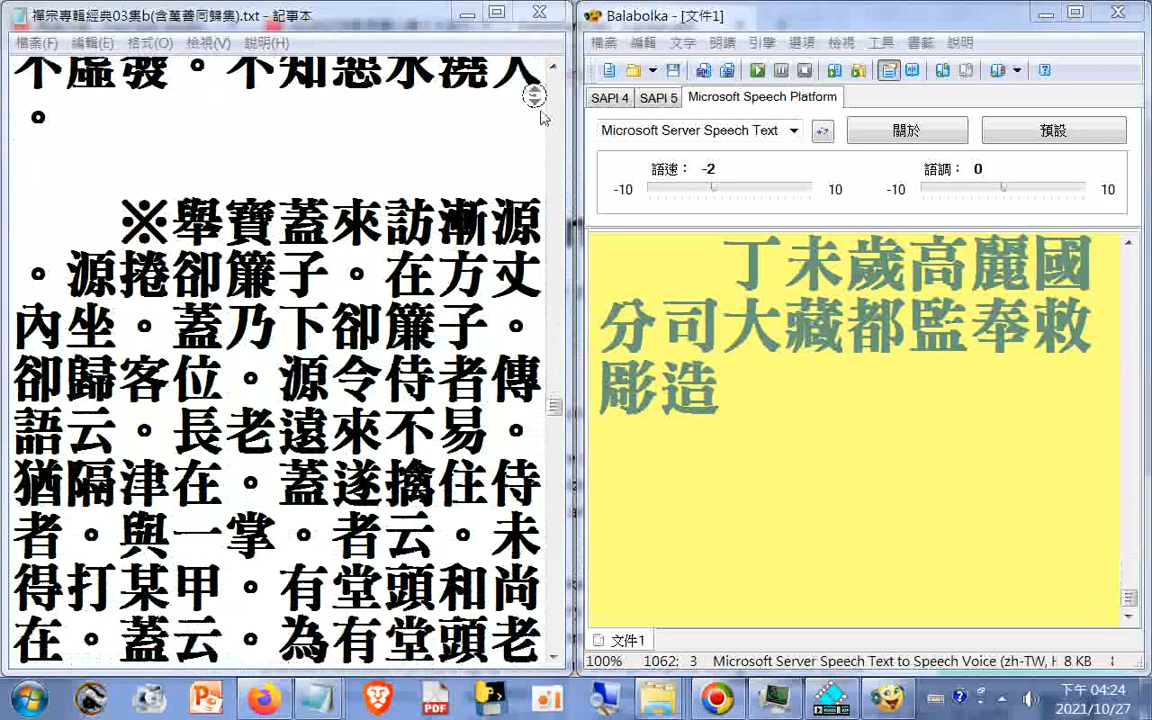 禪宗專輯經典03集b(含萬善同歸集).txt - 記事本
檔案(F) 編輯(E) 格式(O) 檢視(V) 說明(H)
不虛發。不知惡水澆人
。
※舉寶蓋來訪漸源
。源捲卻簾子。在方丈
內坐。蓋乃下卻簾子。
卻歸客位。源令侍者傳
語云。長老遠來不易。
猶隔津在。蓋遂擒住侍
者。與一掌。者云。未
得打某甲。有堂頭和尚
在。蓋云。為有堂頭老
Balabolka - [文件1]
檔案 編輯 文字 朗讀 引擎 選項 檢視 工具 書籤 說明
SAPI 4 SAPI 5 Microsoft Speech Platform
Microsoft Server Speech Text 關於 預設
語速： -2 語調： 0
-10 10 -10 10
丁未歲高麗國
分司大藏都監奉敕
彫造
文件1
100% 1062: 3 Microsoft Server Speech Text to Speech Voice (zh-TW, H 8 KB
PDF
下午 04:24
2021/10/27